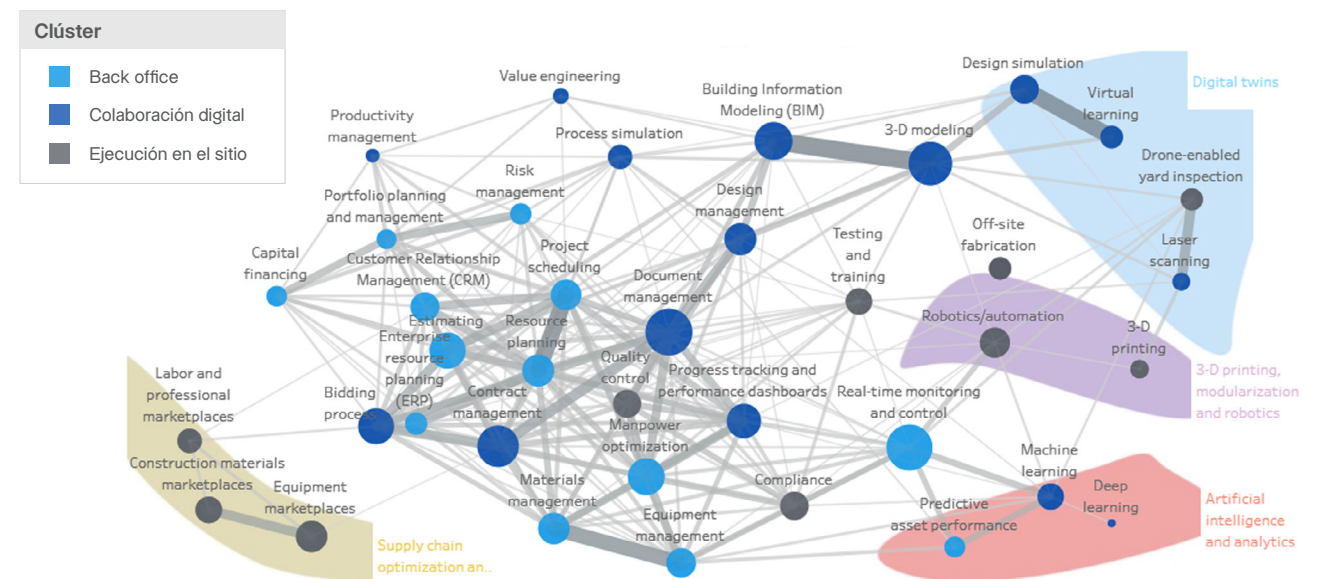 Clúster
Back office
Colaboración digital
Ejecución en el sitio
Value engineering
Productivity
management
Process simulation
Building Information
Modeling (BIM)
3-D modeling
Design simulation
Virtual
learning
Digital twins
Drone-enabled
yard inspection
Risk
management
Portfolio planning
and management
Design
management
Capital
financing
Customer Relationship
Management (CRM)
Project
scheduling
Document
management
Testing
and
training
Off-site
fabrication
Laser
scanning
Estimating
Enterprise
resource
planning
(ERP)
Resource
planning
Quality
control
Robotics/automation
3-D
printing
3-D printing,
modularization
and robotics
Labor and
professional
marketplaces
Bidding
process
Contract
management
Progress tracking and
performance dashboards
Real-time monitoring
and control
Manpower
optimization
Construction materials
marketplaces
Equipment
marketplaces
Materials
management
Equipment
management
Compliance
Machine
learning
Deep
learning
Predictive
asset performance
Artificial
intelligence
and analytics
Supply chain
optimization an..